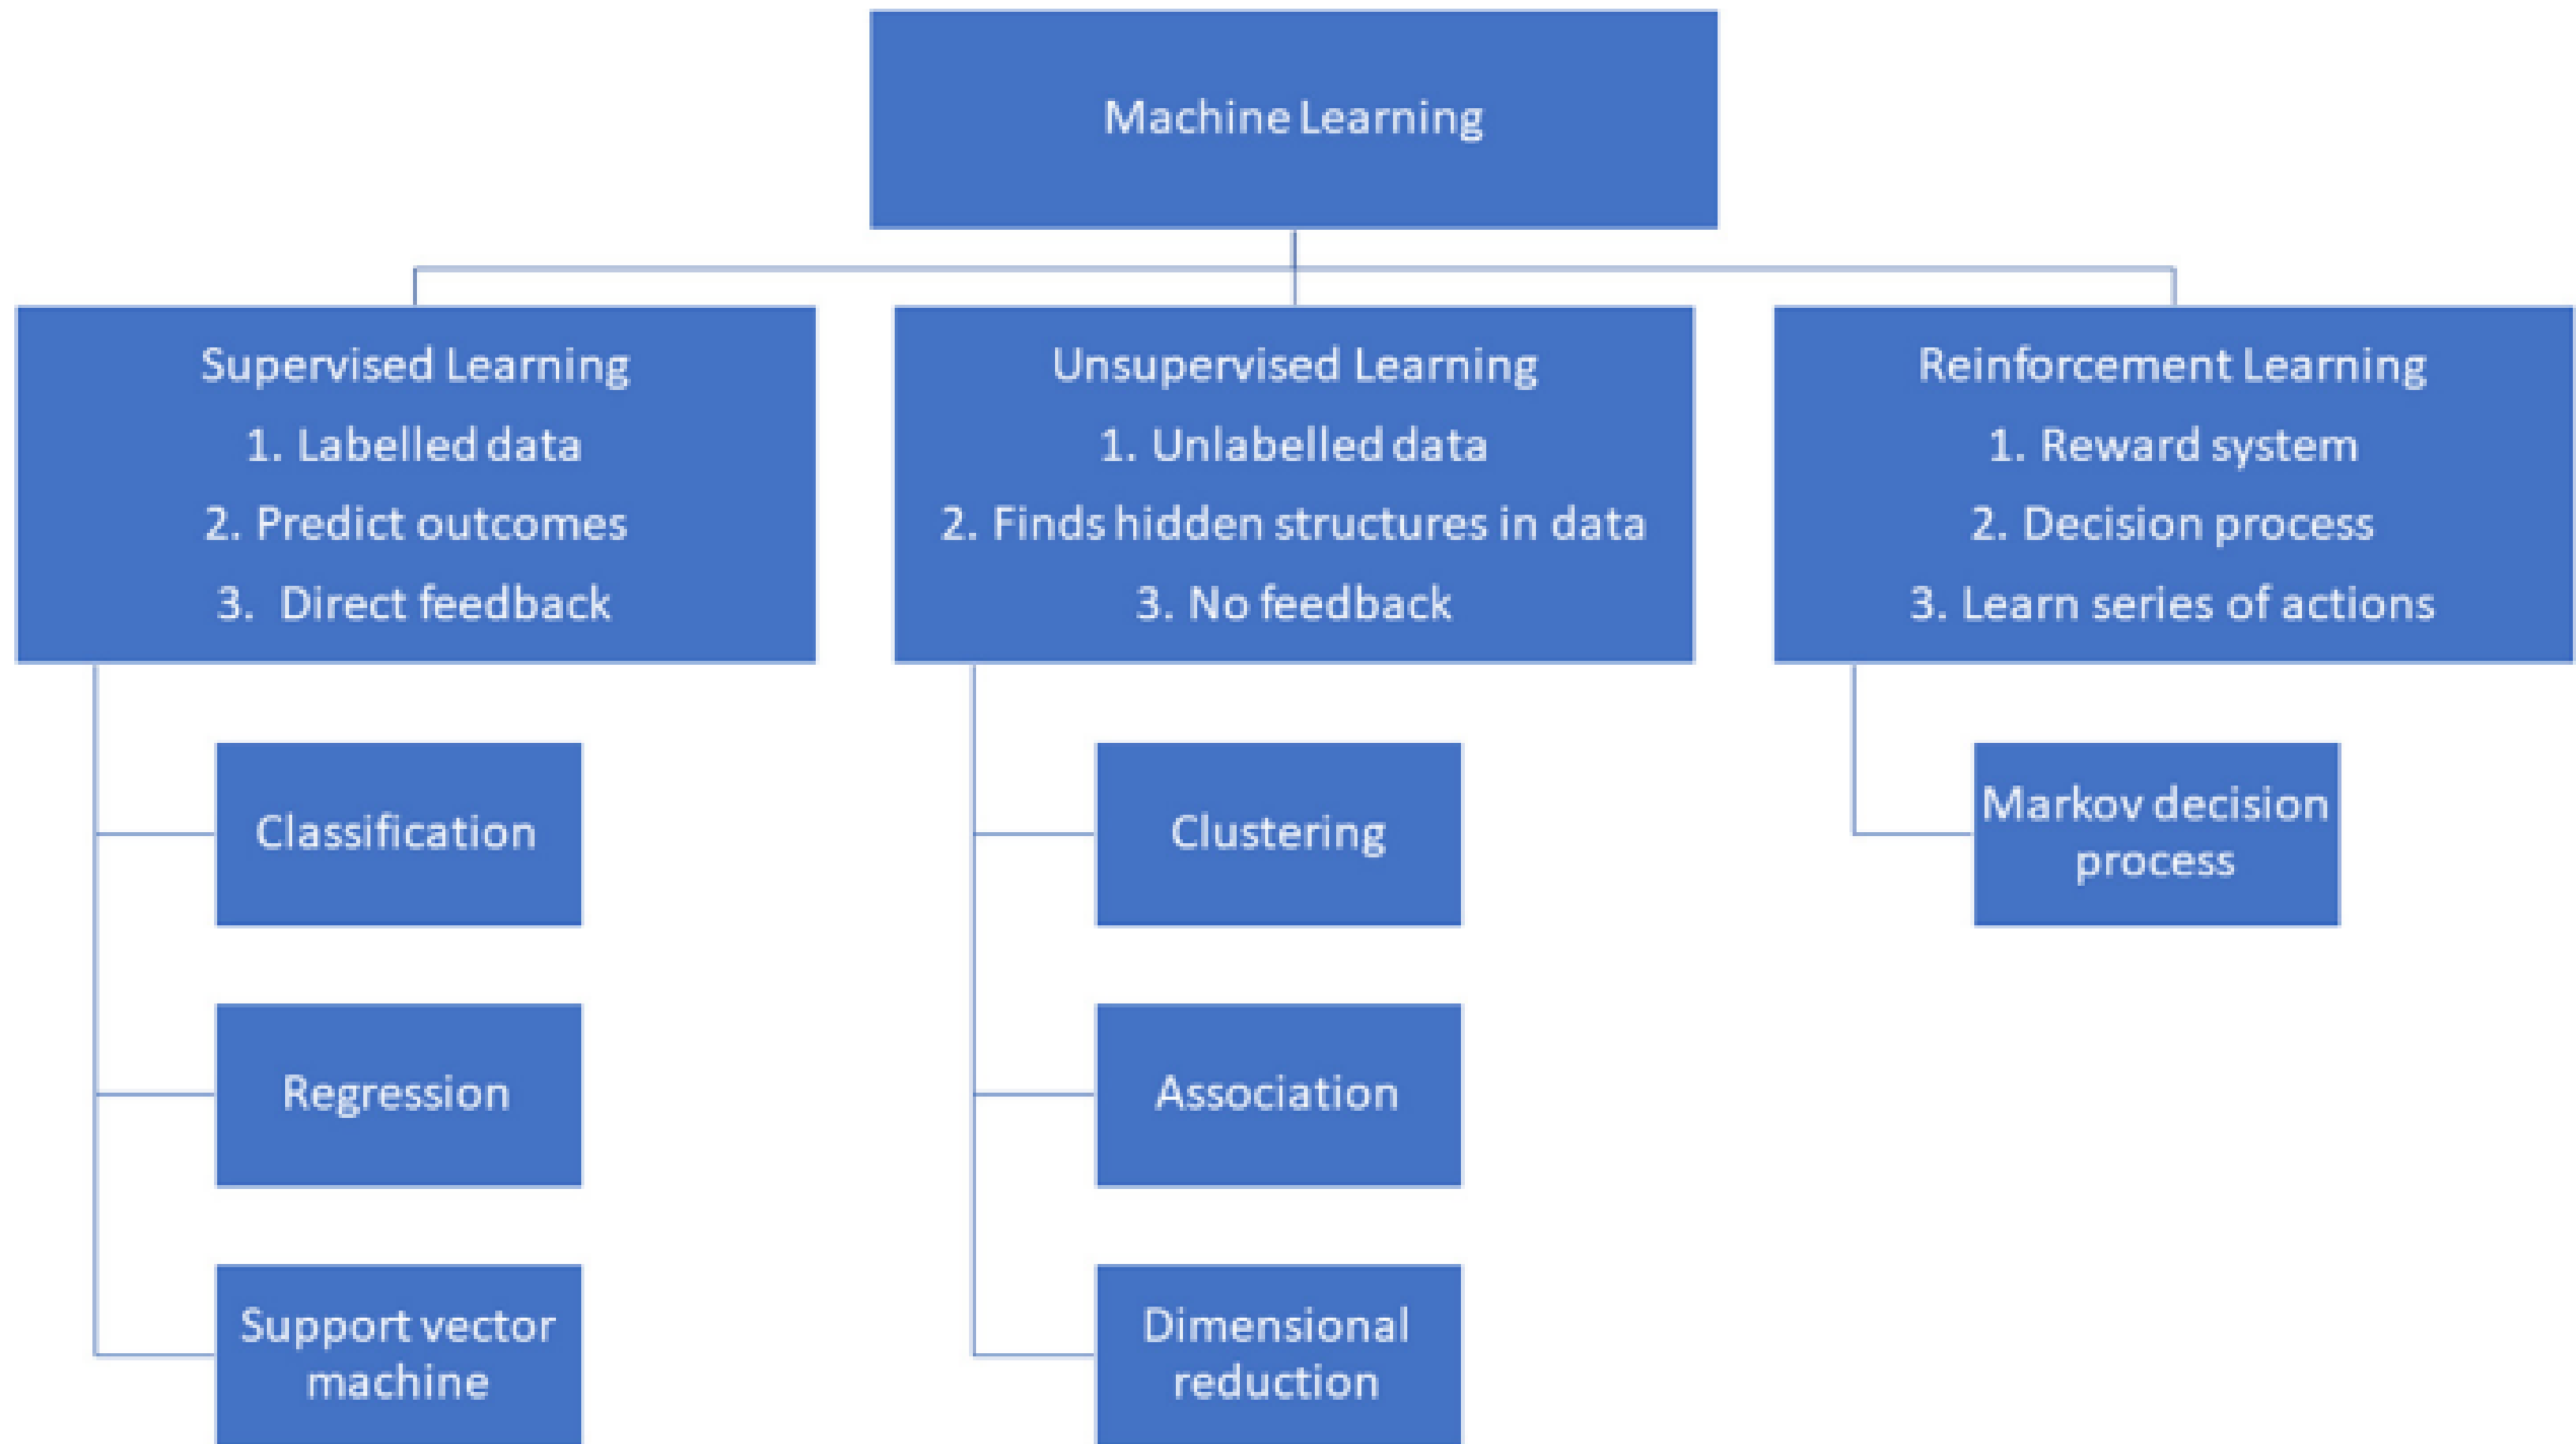 Machine Learning
Supervised Learning
1. Labelled data
2. Predict outcomes
3. Direct feedback
Unsupervised Learning
1. Unlabelled data
2. Finds hidden structures in data
3. No feedback
Reinforcement Learning
1. Reward system
2. Decision process
3. Learn series of actions
Classification
Regression
Support vector
machine
Clustering
Association
Dimensional
reduction
Markov decision
process